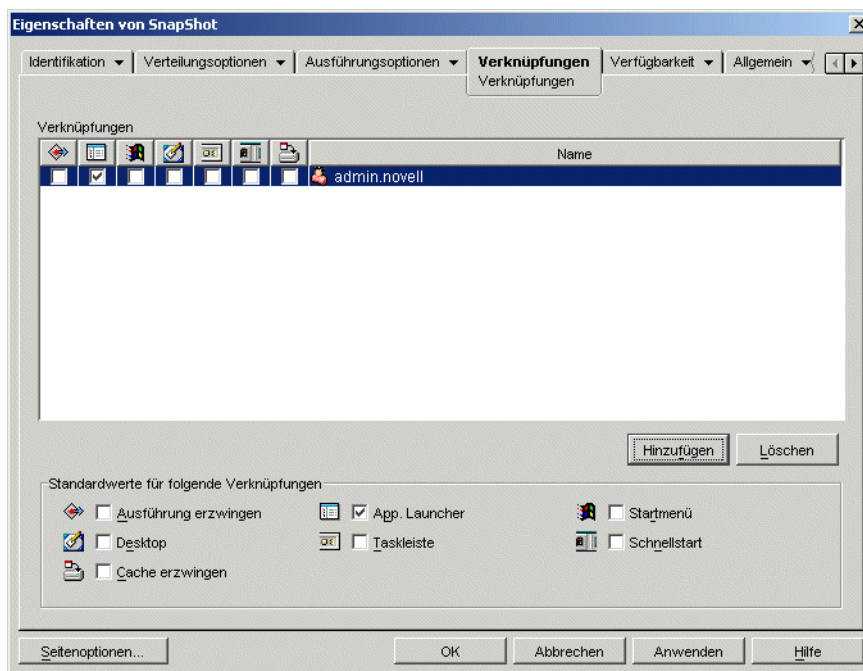 Eigenschaften von SnapShot
Identifikation Verteilungsoptionen Ausführungsoptionen Verknüpfungen Verfügbarkeit Allgemein
Verknüpfungen
Verknüpfungen
Name
admin.novell
Hinzufügen Löschen
Standardwerte für folgende Verknüpfungen
Ausführung erzwingen App. Launcher Startmenü
Desktop Taskleiste Schnellstart
Cache erzwingen
Seitenoptionen... OK Abbrechen Anwenden Hilfe